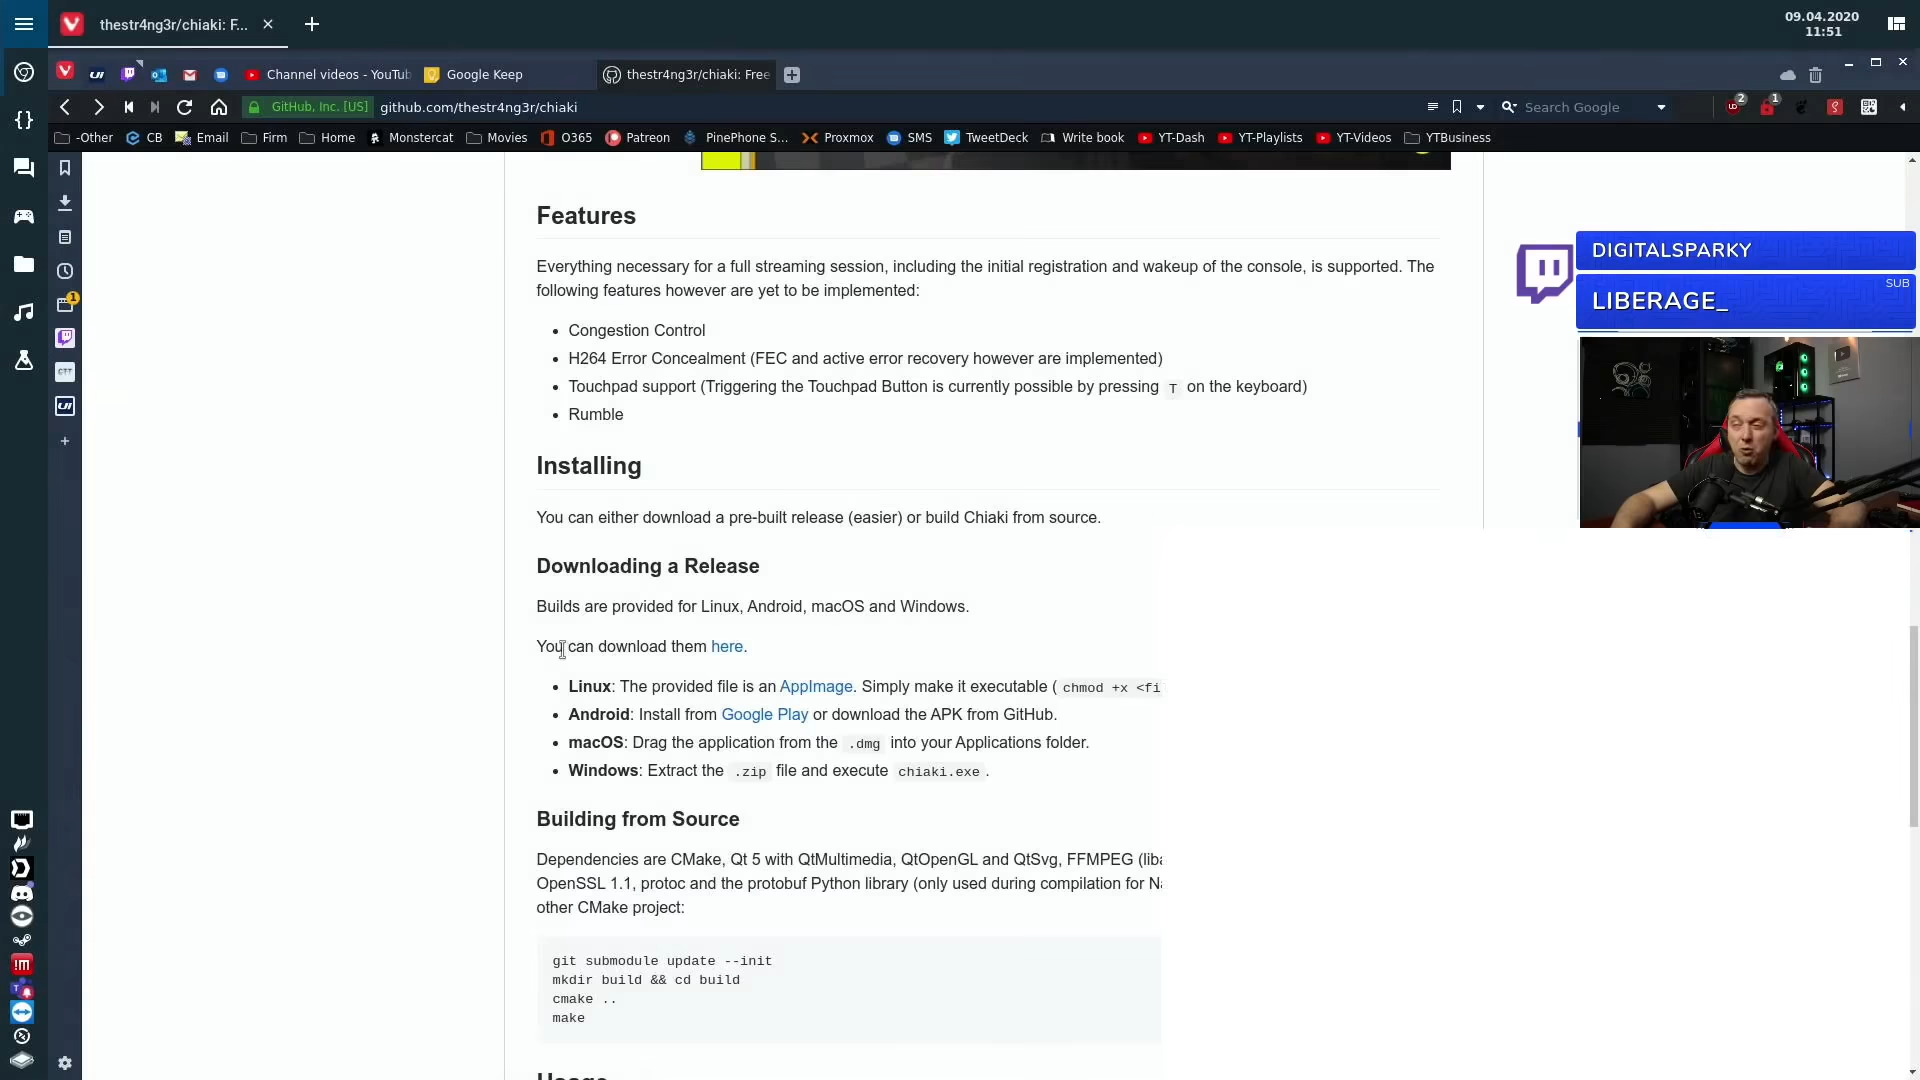 thestr4ng3r/chiaki: F...
09.04.2020
11:51
Channel videos - YouTub
Google Keep
thestr4ng3r/chiaki: Free
GitHub, Inc. [US]
github.com/thestr4ng3r/chiaki
Search Google
2
1
-Other
CB
Email
Firm
Home
Monstercat
Movies
O365
Patreon
PinePhone S...
Proxmox
SMS
TweetDeck
Write book
YT-Dash
YT-Playlists
YT-Videos
YTBusiness
Features
Everything necessary for a full streaming session, including the initial registration and wakeup of the console, is supported. The
following features however are yet to be implemented:
Congestion Control
H264 Error Concealment (FEC and active error recovery however are implemented)
Touchpad support (Triggering the Touchpad Button is currently possible by pressing T on the keyboard)
Rumble
DIGITALSPARKY
SUB
LIBERAGE_
1
CTT
Installing
You can either download a pre-built release (easier) or build Chiaki from source.
Downloading a Release
Builds are provided for Linux, Android, macOS and Windows.
You can download them here.
Linux: The provided file is an AppImage. Simply make it executable ( chmod +x <fi
Android: Install from Google Play or download the APK from GitHub.
macOS: Drag the application from the .dmg into your Applications folder.
Windows: Extract the .zip file and execute chiaki.exe .
Building from Source
Dependencies are CMake, Qt 5 with QtMultimedia, QtOpenGL and QtSvg, FFMPEG (liba
OpenSSL 1.1, protoc and the protobuf Python library (only used during compilation for Na
other CMake project:
git submodule update --init
mkdir build && cd build
cmake ..
make
Usage